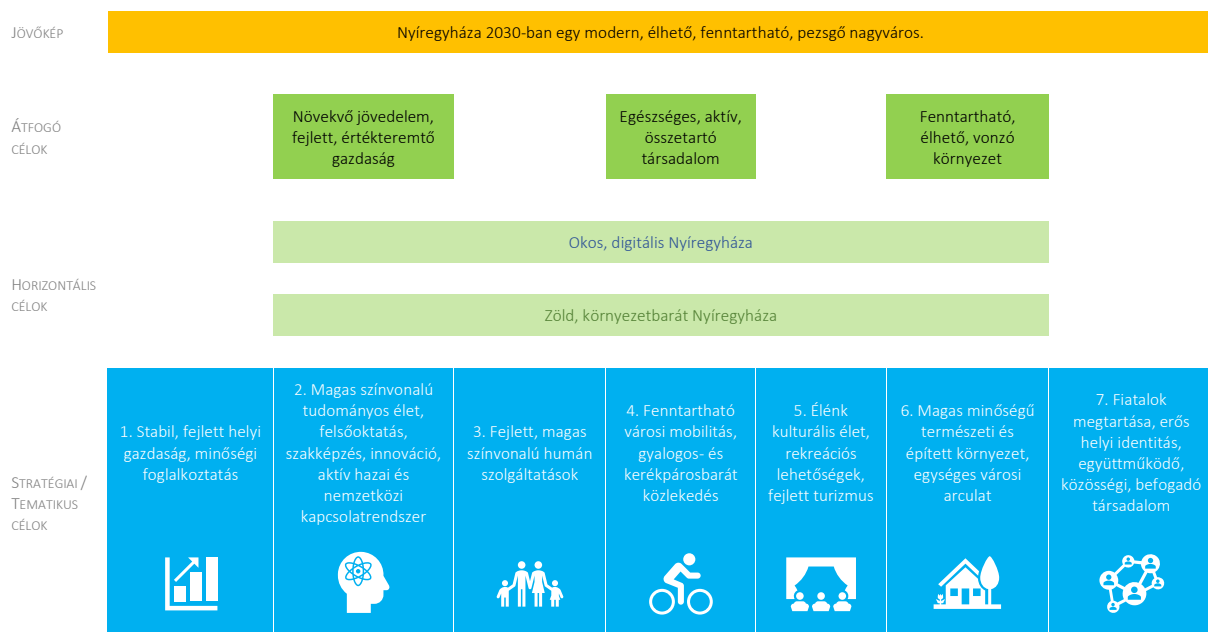 JÖVŐKÉP
Nyíregyháza 2030-ban egy modern, élhető, fenntartható, pezsgő nagyváros.
ÁTFOGÓ
CÉLOK
Növekvő jövedelem,
fejlett, értékteremtő
gazdaság
Egészséges, aktív,
összetartó
társadalom
Fenntartható,
élhető, vonzó
környezet
HORIZONTÁLIS
CÉLOK
Okos, digitális Nyíregyháza
Zöld, környezetbarát Nyíregyháza
STRATÉGIAI /
TEMATIKUS
CÉLOK
1. Stabil, fejlett helyi
gazdaság, minőségi
foglalkoztatás
2. Magas színvonalú
tudományos élet,
felsőoktatás,
szakképzés, innováció,
aktív hazai és
nemzetközi
kapcsolatrendszer
3. Fejlett, magas
színvonalú humán
szolgáltatások
4. Fenntartható
városi mobilitás,
gyalogos- és
kerékpárosbarát
közlekedés
5. Élénk
kulturális élet,
rekreációs
lehetőségek,
fejlett turizmus
6. Magas minőségű
természeti és
épített környezet,
egységes városi
arculat
7. Fiatalok
megtartása, erős
helyi identitás,
együttműködő,
közösségi, befogadó
társadalom